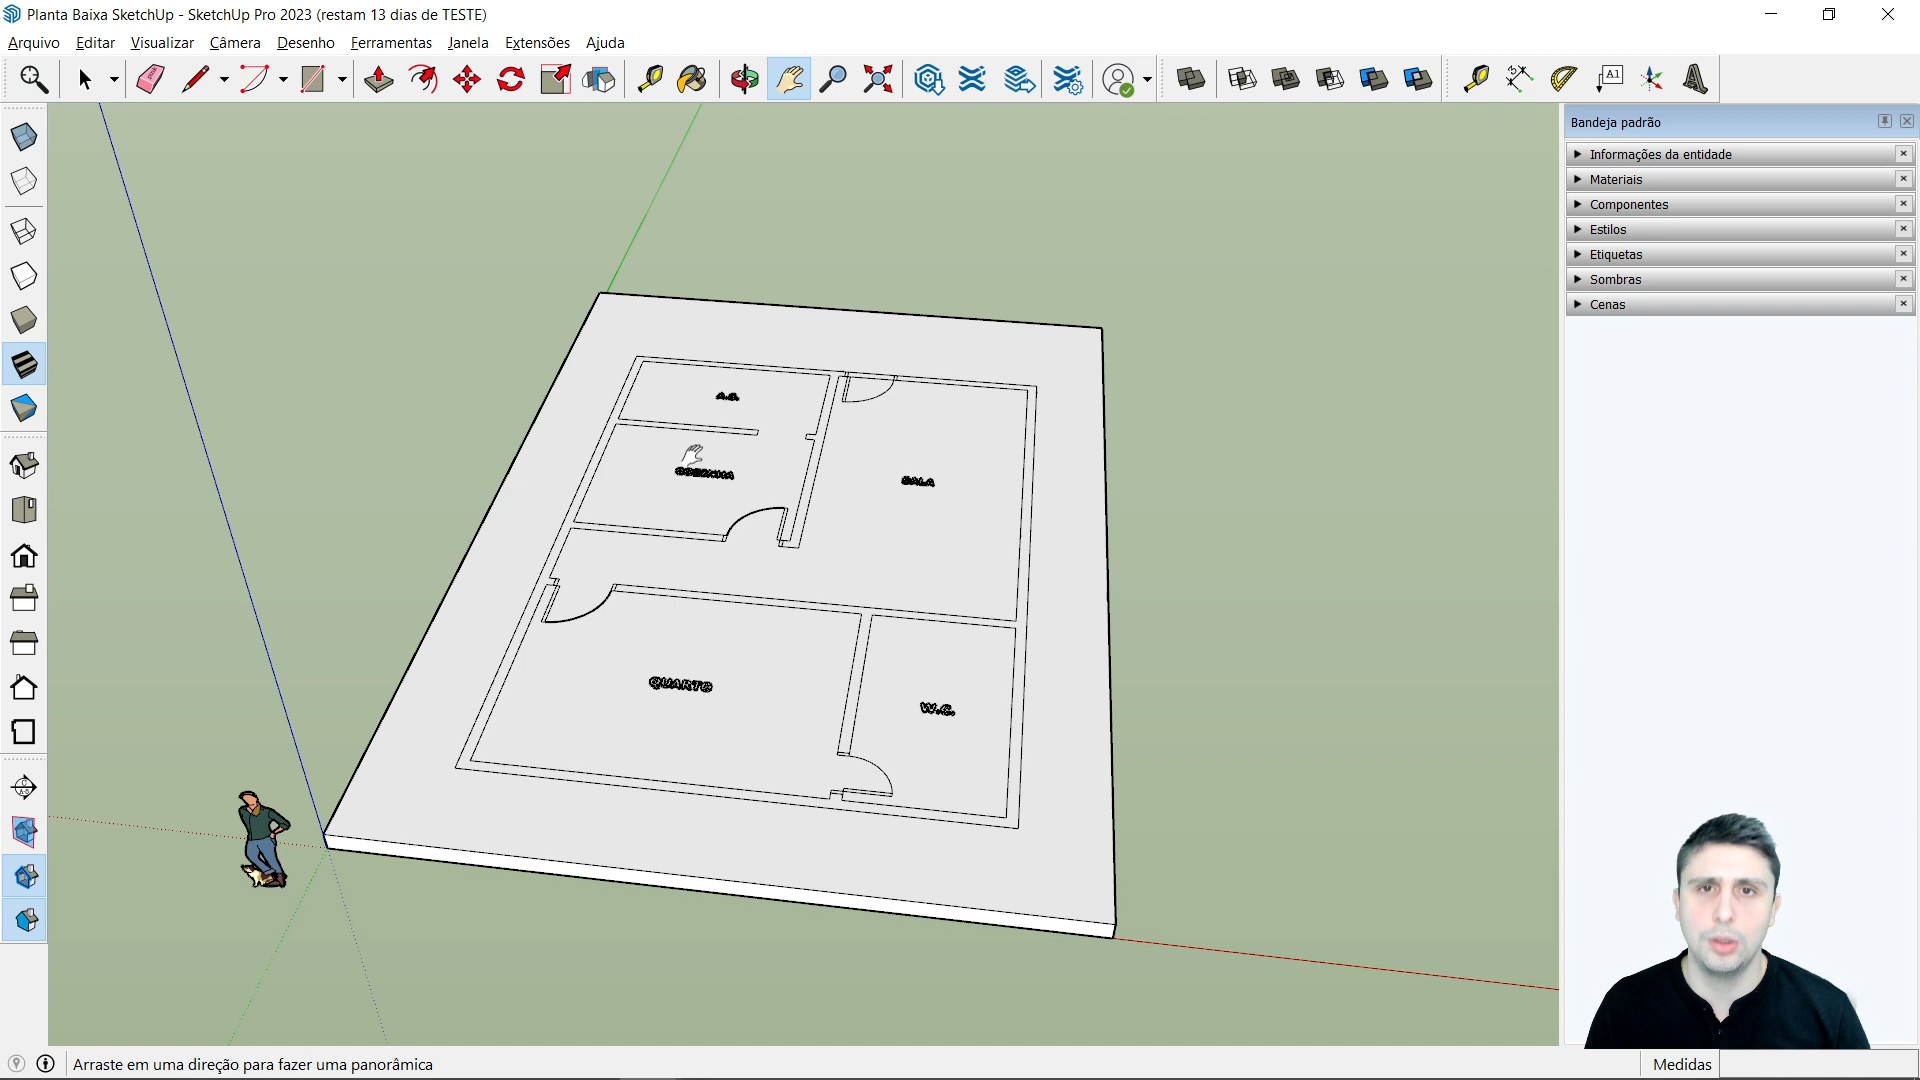 Planta Baixa SketchUp - SketchUp Pro 2023 (restam 13 dias de TESTE)
Arquivo Editar Visualizar Câmera Desenho Ferramentas Janela Extensões Ajuda
A1
Bandeja padrão
Informações da entidade
Materiais
Componentes
Estilos
Etiquetas
Sombras
Cenas
A.S.
COZINHA
SALA
QUARTO
W.C.
Arraste em uma direção para fazer uma panorâmica
Medidas